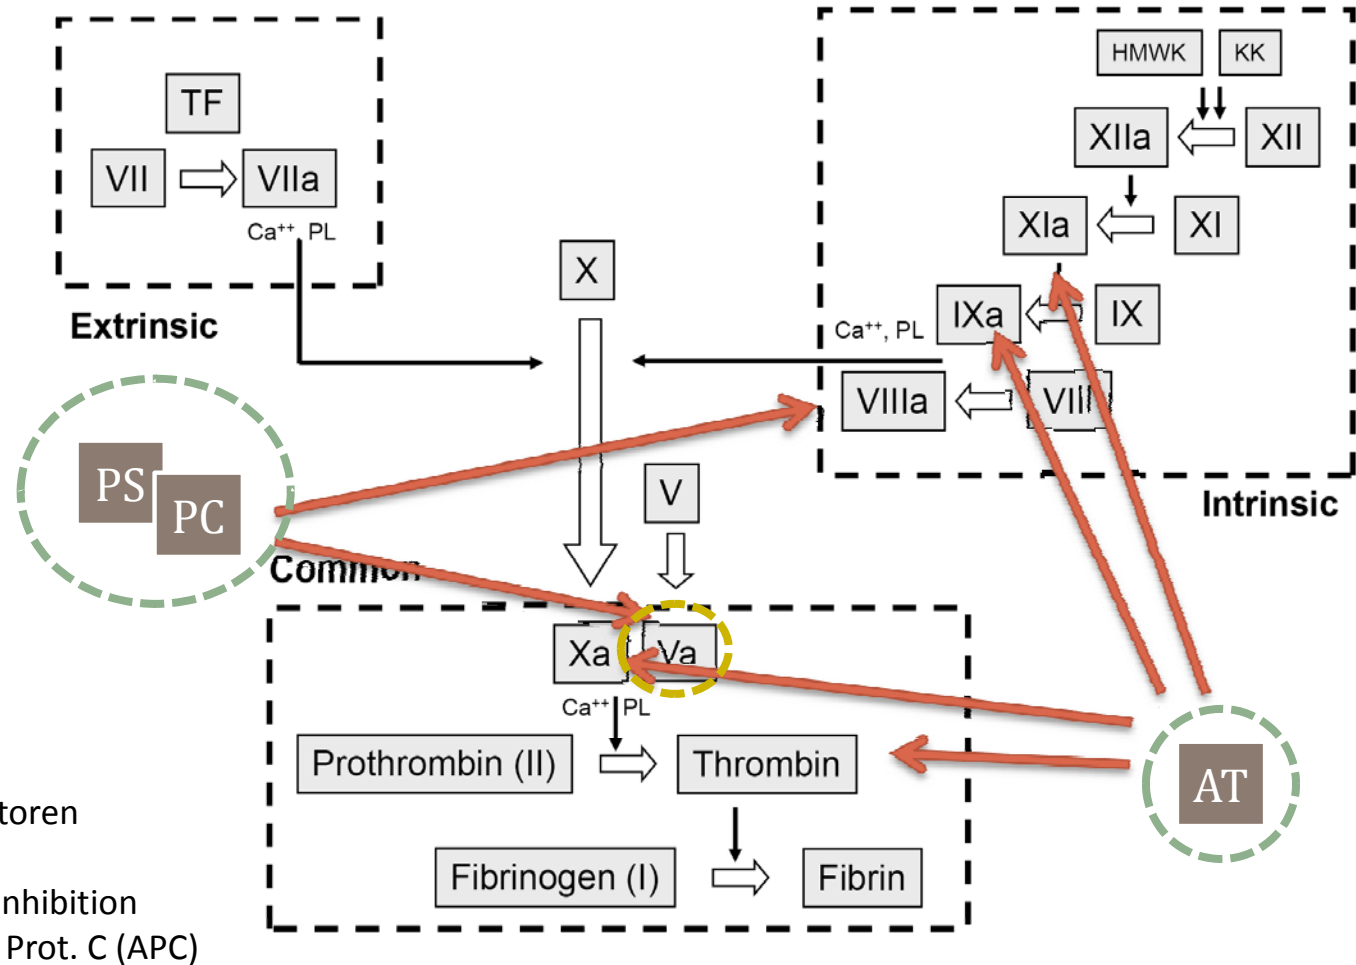 HMWK KK
TF
XIIa XII
VII VIIa
Ca⁺⁺ PL
XIa XI
X
Extrinsic
IXa IX
Ca⁺⁺, PL
VIIIa VIII
PS
PC
V
Intrinsic
Common
Xa Va
Ca⁺⁺ PL
Prothrombin (II) Thrombin
AT
toren
Fibrinogen (I) Fibrin
nhibition
Prot. C (APC)